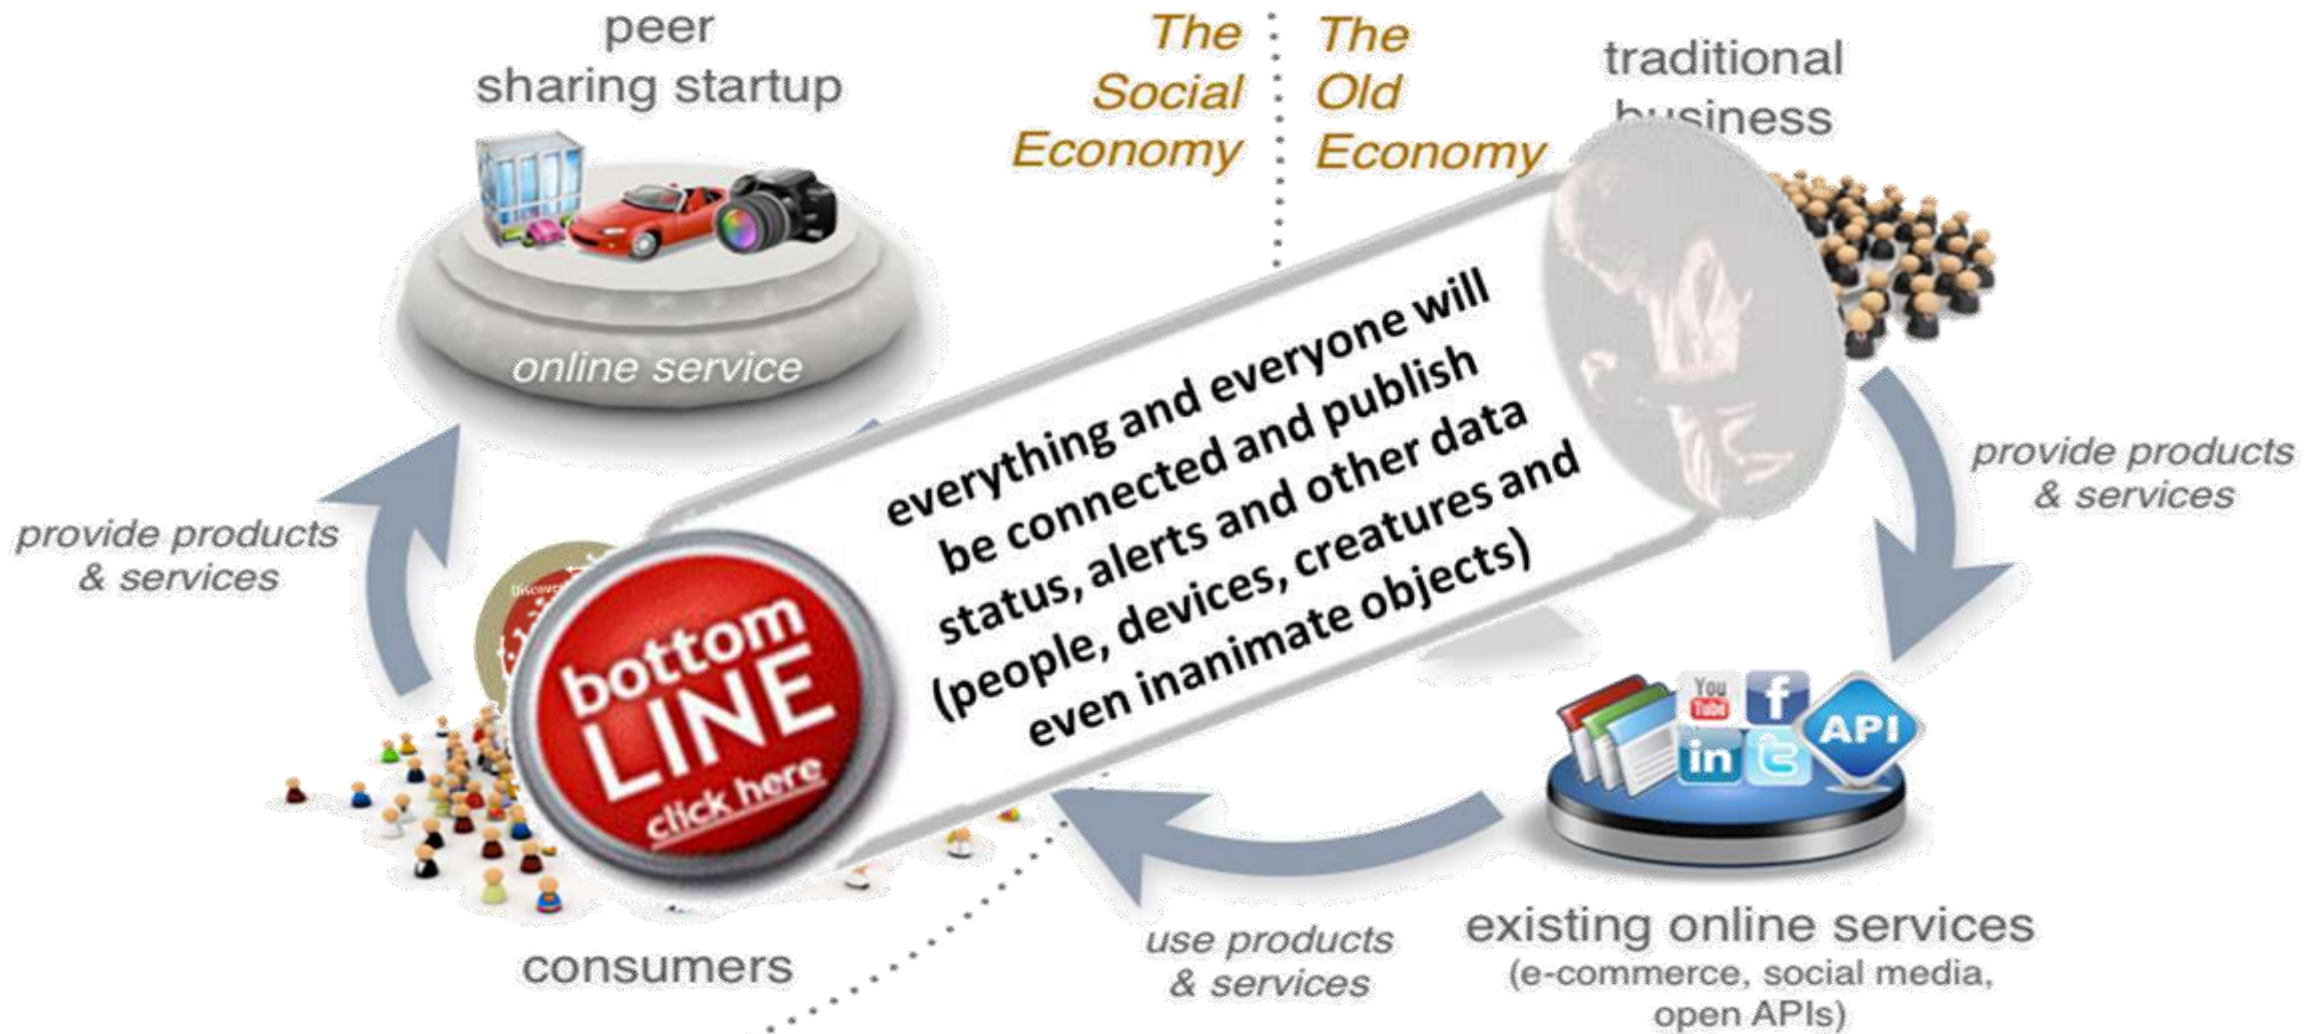 peer
sharing startup
The
Social
Economy
The
Old
Economy
traditional
business
online service
provide products
& services
everything and everyone will
be connected and publish
status, alerts and other data
(people, devices, creatures and
even inanimate objects)
provide products
& services
bottom
LINE
click here
You
Tube
f
in
t
API
consumers
use products
& services
existing online services
(e-commerce, social media,
open APIs)